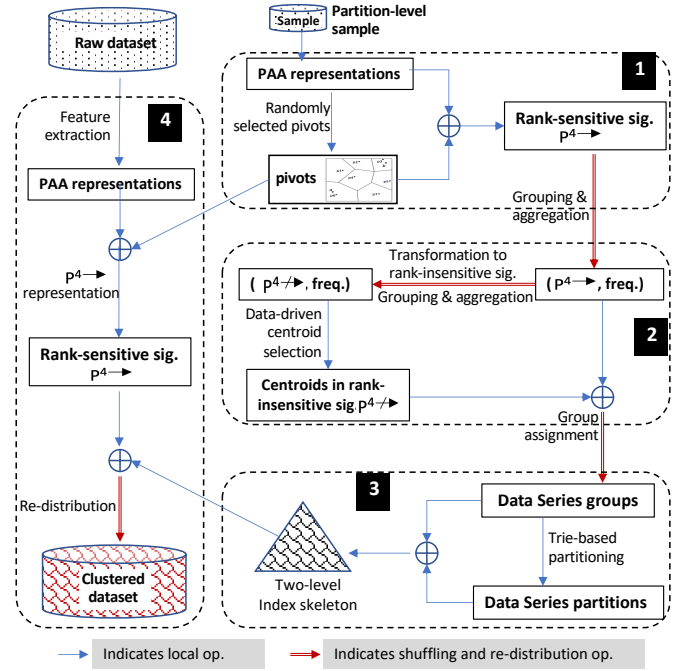 Sample
Partition-level
sample
Raw dataset
1
PAA representations
4
Feature
extraction
Randomly
selected pivots
Rank-sensitive sig.
P⁴→
pivots
PAA representations
Grouping &
aggregation
Transformation to
rank-insensitive sig.
P⁴→
representation
( P⁴↛, freq.)
(P⁴→, freq.)
Grouping & aggregation
Data-driven
centroid
selection
2
Rank-sensitive sig.
P⁴→
Centroids in rank-
insensitive sig. P⁴↛
Group
assignment
3
Data Series groups
Re-distribution
Trie-based
partitioning
Clustered
dataset
Two-level
Index skeleton
Data Series partitions
Indicates local op.
Indicates shuffling and re-distribution op.